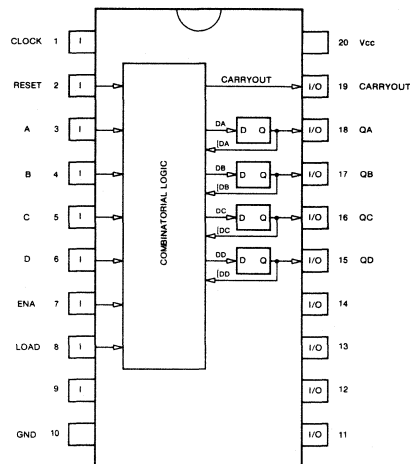 CLOCK 1 I 20 Vcc
RESET 2 I CARRYOUT I/O 19 CARRYOUT
A 3 I DA D Q I/O 18 QA
[DA
B 4 I DB D Q I/O 17 QB
[DB
C 5 I DC D Q I/O 16 QC
[DC
D 6 I DD D Q I/O 15 QD
[DD
COMBINATORIAL LOGIC
ENA 7 I I/O 14
LOAD 8 I I/O 13
9 I I/O 12
GND 10 I/O 11